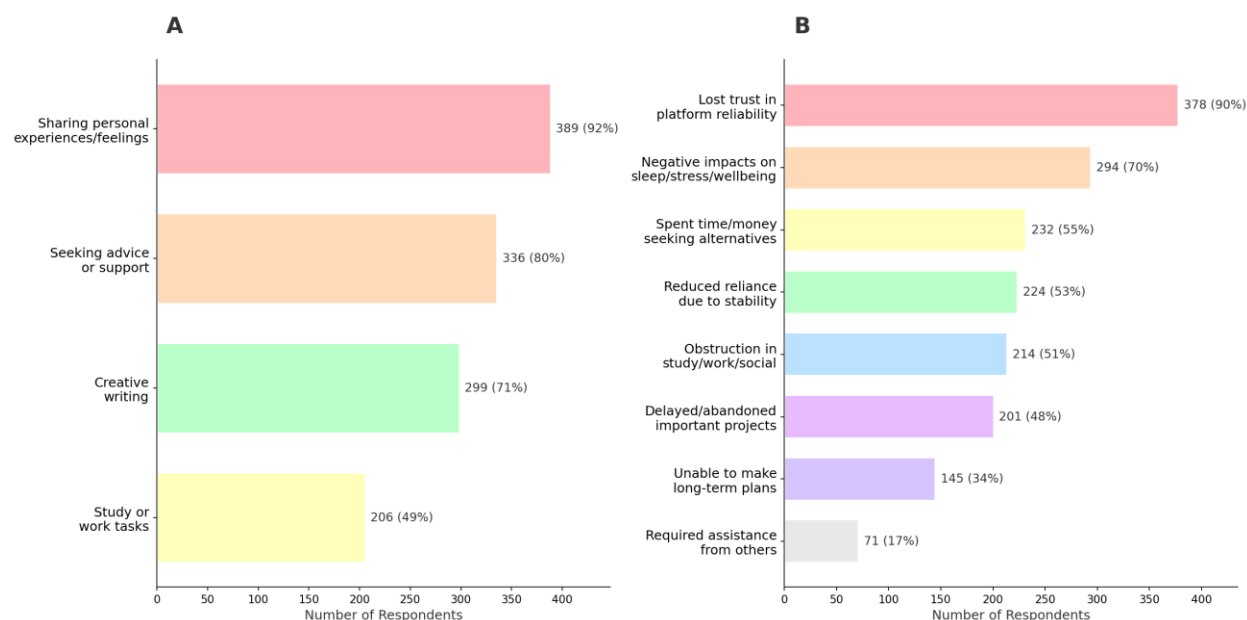 A
Sharing personal
experiences/feelings
389 (92%)
Seeking advice
or support
336 (80%)
Creative
writing
299 (71%)
Study or
work tasks
206 (49%)
0 50 100 150 200 250 300 350 400
Number of Respondents
B
Lost trust in
platform reliability
378 (90%)
Negative impacts on
sleep/stress/wellbeing
294 (70%)
Spent time/money
seeking alternatives
232 (55%)
Reduced reliance
due to stability
224 (53%)
Obstruction in
study/work/social
214 (51%)
Delayed/abandoned
important projects
201 (48%)
Unable to make
long-term plans
145 (34%)
Required assistance
from others
71 (17%)
0 50 100 150 200 250 300 350 400
Number of Respondents